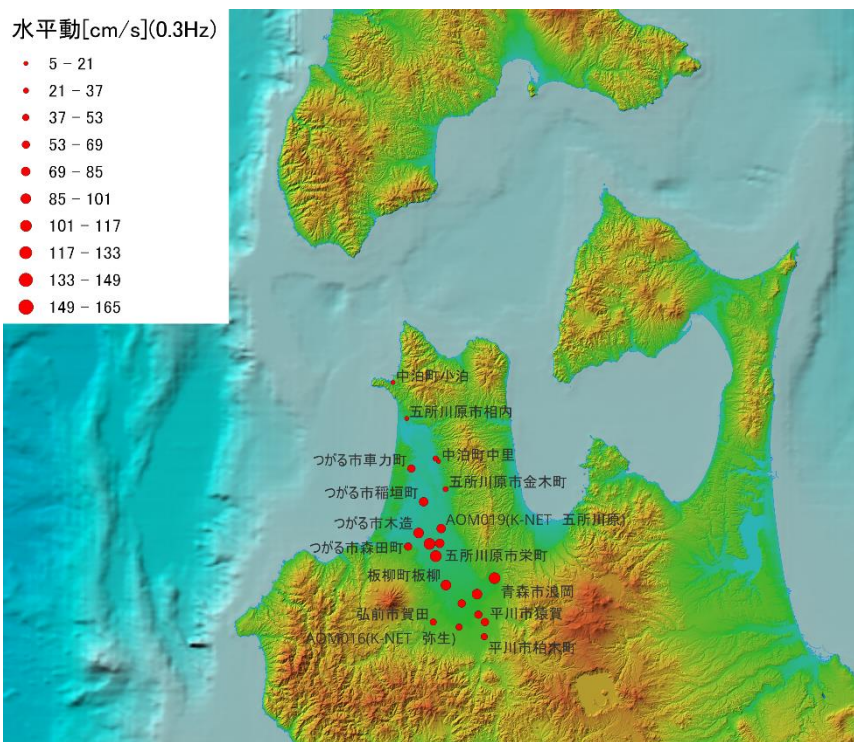 水平動[cm/s](0.3Hz)
5 - 21
21 - 37
37 - 53
53 - 69
69 - 85
85 - 101
101 - 117
117 - 133
133 - 149
149 - 165
中泊町小泊
五所川原市相内
中泊町中里
つがる市車力町
五所川原市金木町
つがる市稲垣町
AOM019(K-NET 五所川原)
つがる市木造
つがる市森田町
五所川原市栄町
板柳町板柳
青森市浪岡
弘前市賀田
平川市猿賀
AOM016(K-NET 弥生)
平川市柏木町